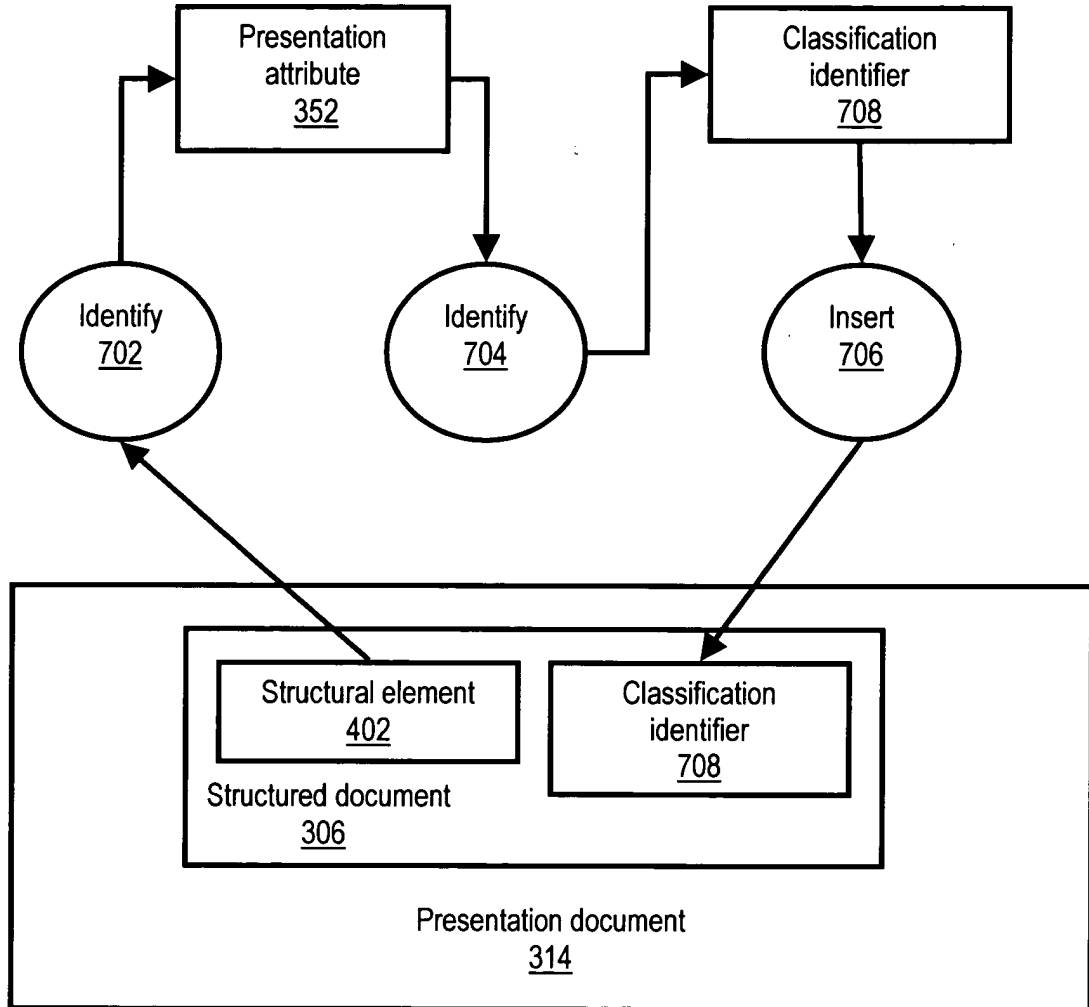 Presentation
attribute
352
Classification
identifier
708
Identify
702
Identify
704
Insert
706
Structural element
402
Classification
identifier
708
Structured document
306
Presentation document
314